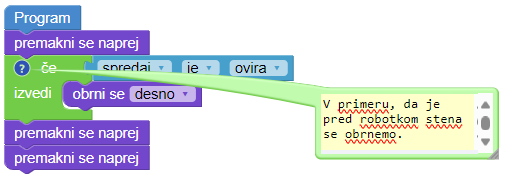 Program
premakni se naprej
? če spredaj je ovira
izvedi obrni se desno
premakni se naprej
premakni se naprej
V primeru, da je
pred robotkom stena
se obrnemo.